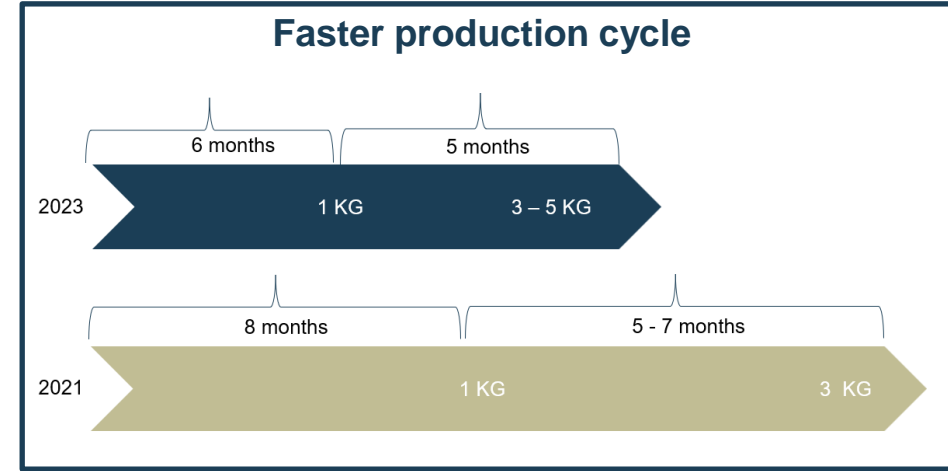 Faster production cycle
6 months
5 months
2023
1 KG
3 – 5 KG
8 months
5 - 7 months
2021
1 KG
3 KG